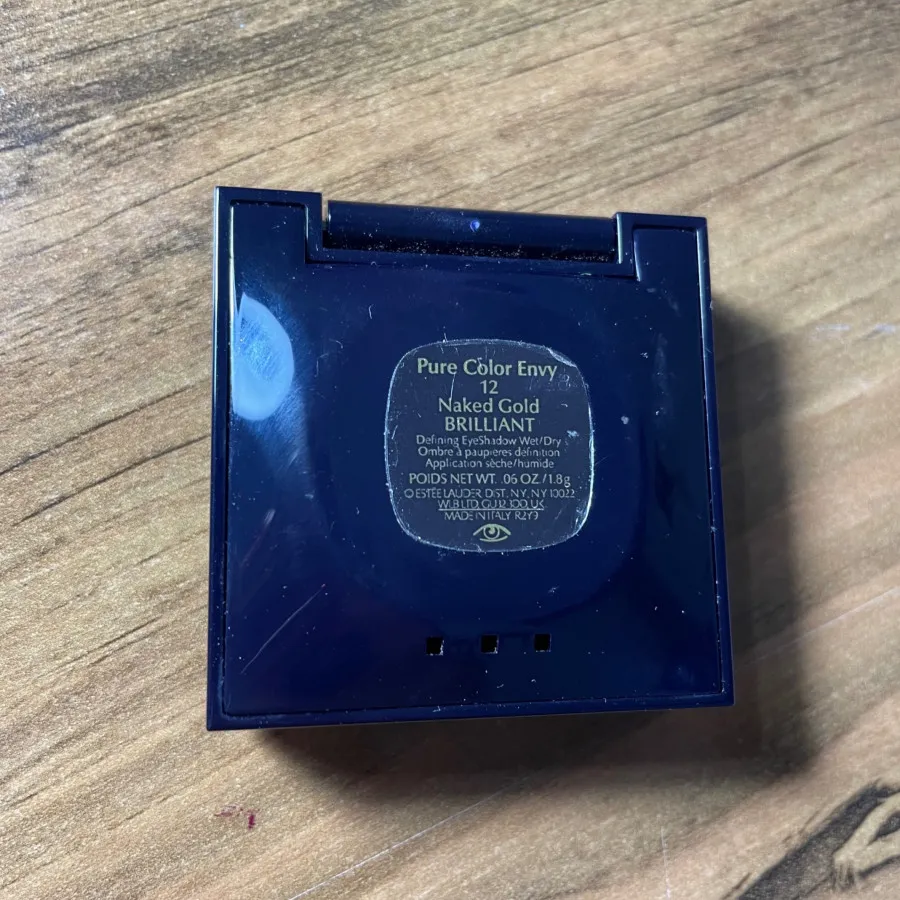 Pure Color Envy
12
Naked Gold
BRILLIANT
Defining EyeShadow Wet/Dry
Ombre à paupières définition
Application sèche/humide
POIDS NET WT. .06 OZ./1.8g
© ESTÉE LAUDER, DIST. NY, NY 10022
MADE IN ITALY R2Y9